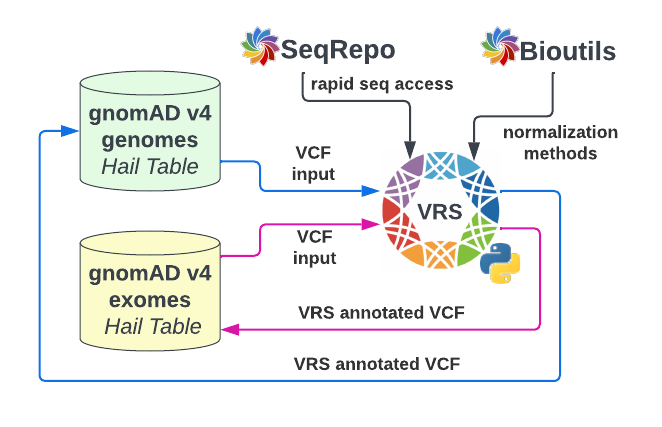 SeqRepo
Bioutils
rapid seq access
gnomAD v4
genomes
Hail Table
normalization
methods
VCF
input
VRS
VCF
input
gnomAD v4
exomes
Hail Table
VRS annotated VCF
VRS annotated VCF